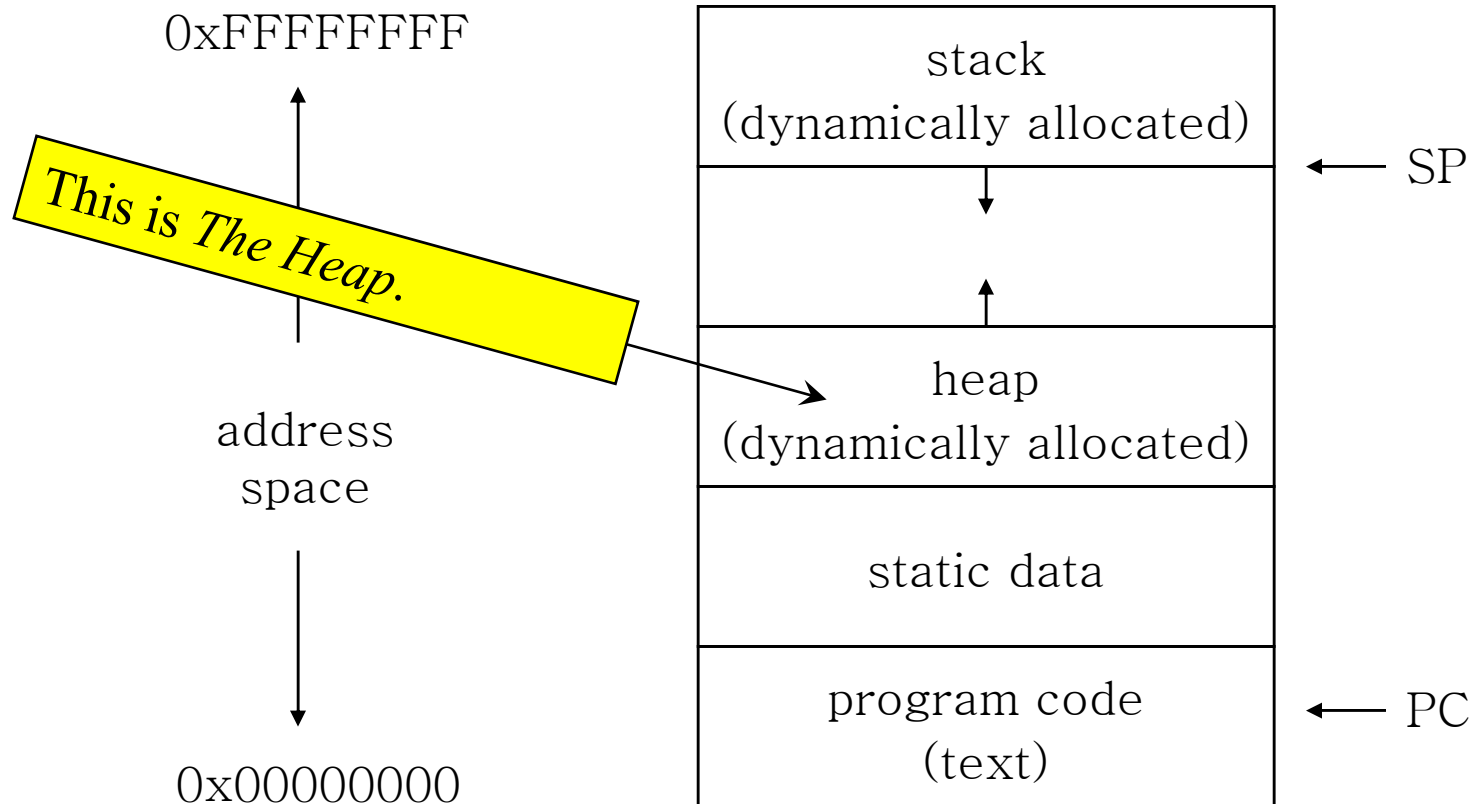 0xFFFFFFFF
This is The Heap.
address
space
0x00000000
stack
(dynamically allocated)
SP
heap
(dynamically allocated)
static data
program code
(text)
PC